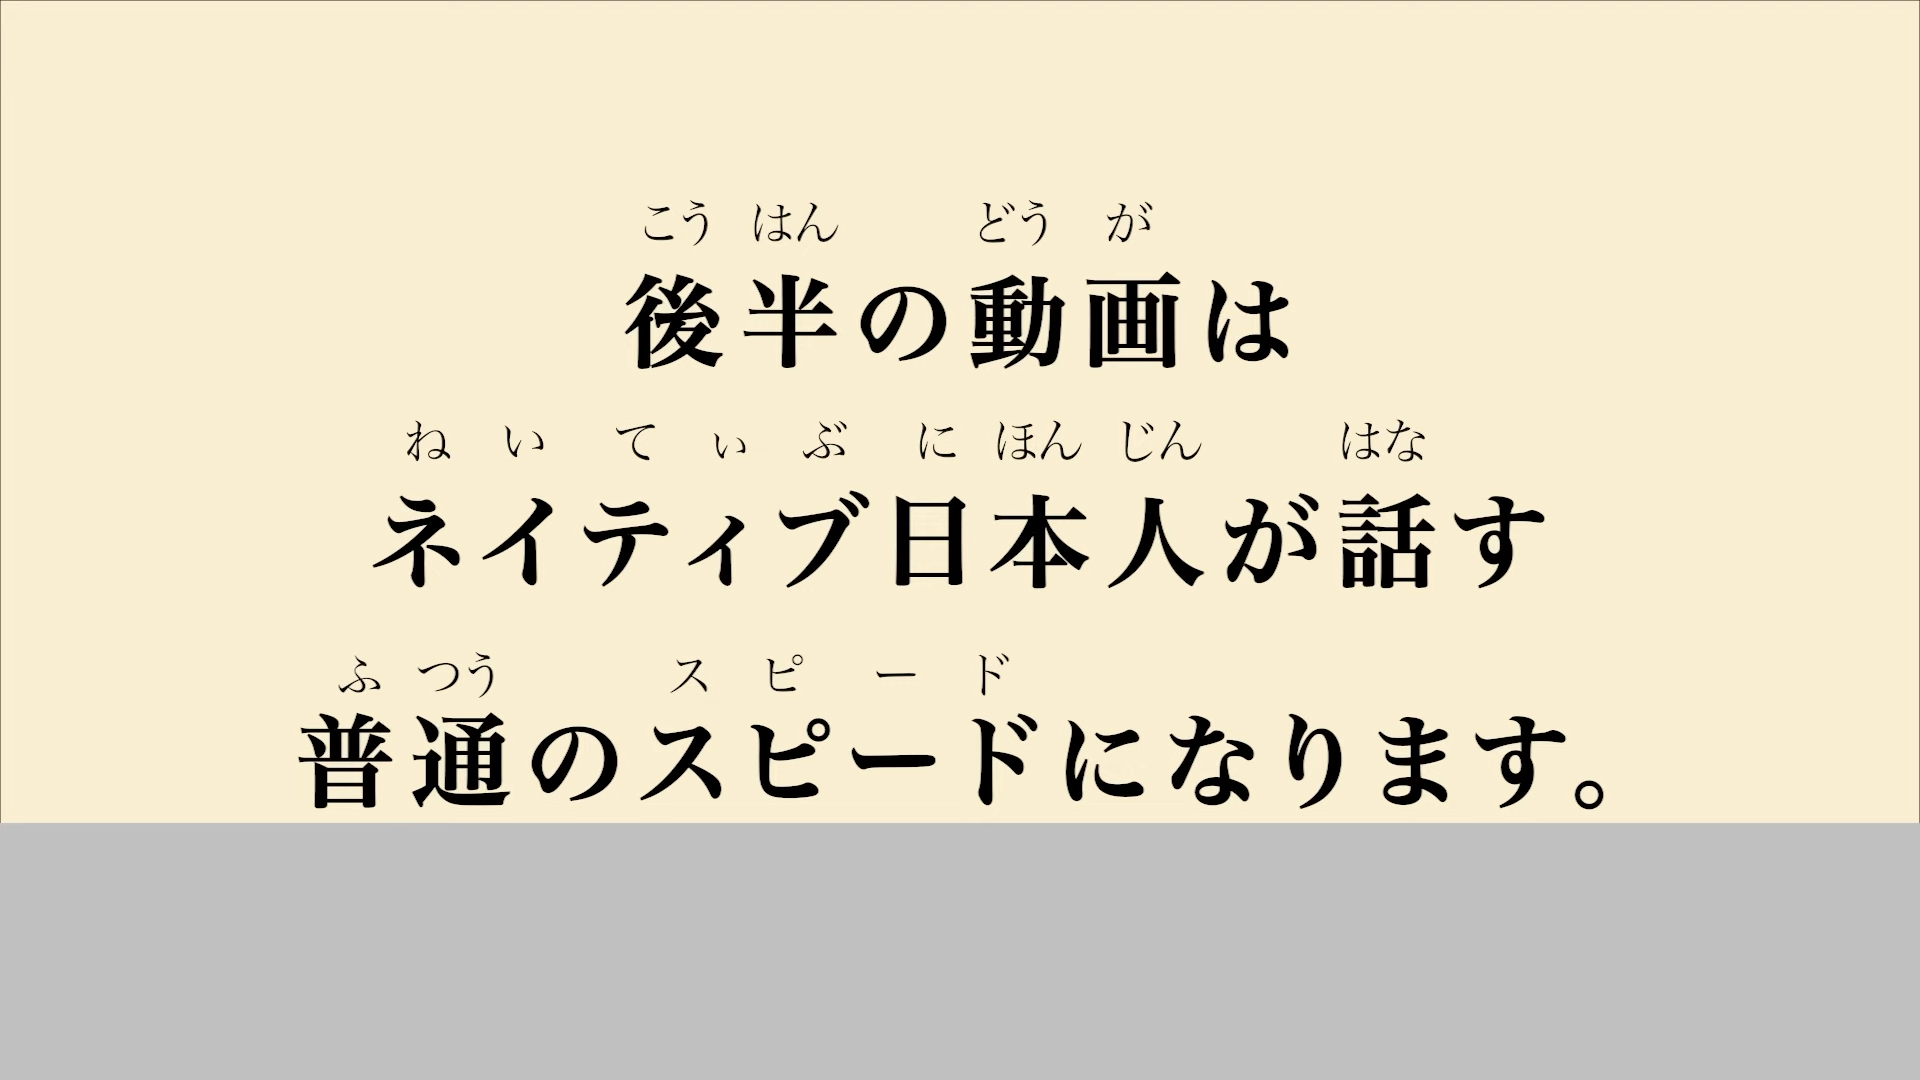 こう はん どう が
後半の動画は
ね い て ぃ ぶ に ほん じん はな
ネイティブ日本人が話す
ふ つう ス ピ ー ド
普通のスピードになります。